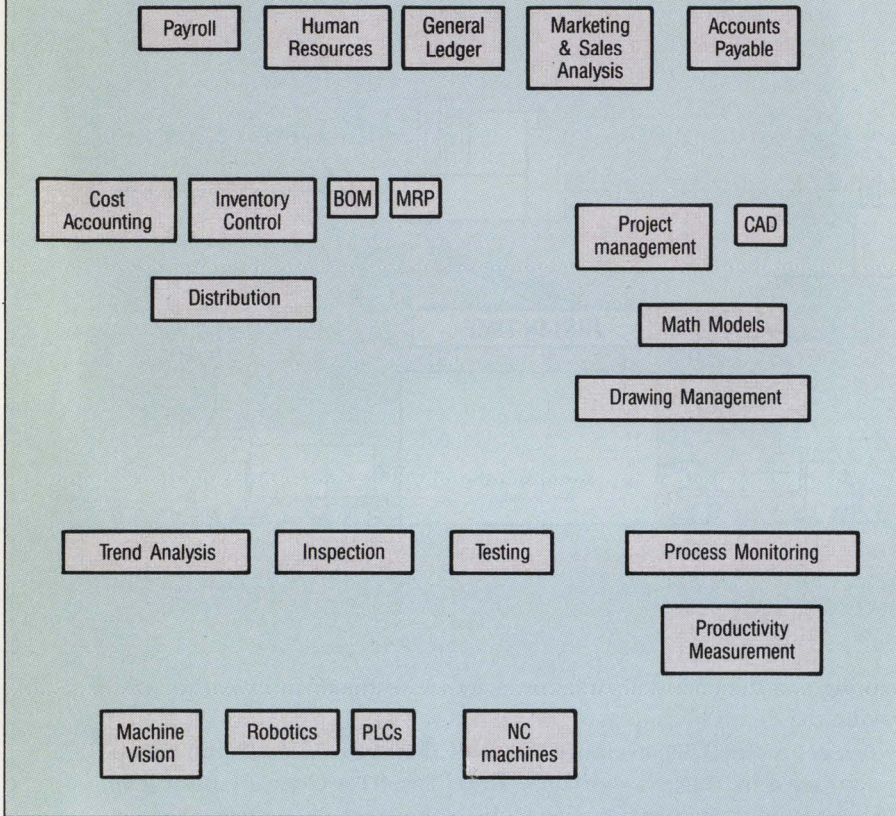 Payroll
Human
Resources
General
Ledger
Marketing
& Sales
Analysis
Accounts
Payable
Cost
Accounting
Inventory
Control
BOM
MRP
Project
management
CAD
Distribution
Math Models
Drawing Management
Trend Analysis
Inspection
Testing
Process Monitoring
Productivity
Measurement
Machine
Vision
Robotics
PLCs
NC
machines